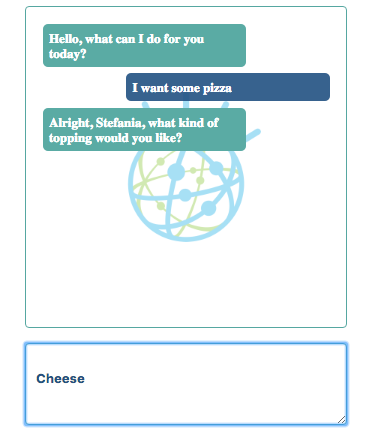 Hello, what can I do for you
today?
I want some pizza
Alright, Stefania, what kind of
topping would you like?
Cheese